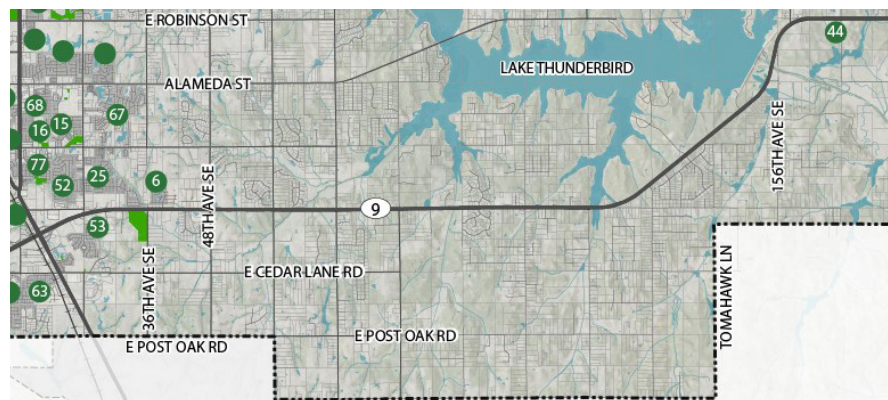 E ROBINSON ST
44
LAKE THUNDERBIRD
ALAMEDA ST
68
67
16
15
77
25
6
52
156TH AVE SE
48TH AVE SE
9
53
36TH AVE SE
TOMAHAWK LN
E CEDAR LANE RD
63
E POST OAK RD
E POST OAK RD